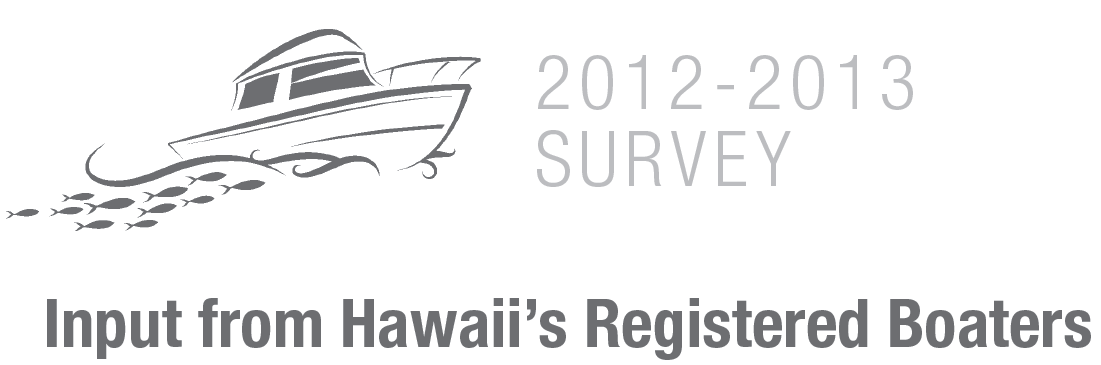 2012-2013
SURVEY
Input from Hawaii’s Registered Boaters